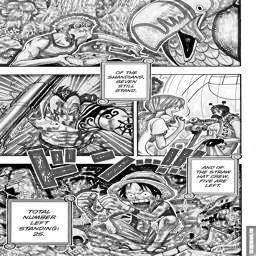 OF THE
SHANDIANS,
SEVEN
STILL
STAND.
AND OF
THE STRAW
HAT CREW,
FIVE ARE
LEFT.
TOTAL
NUMBER
LEFT
STANDING:
25.